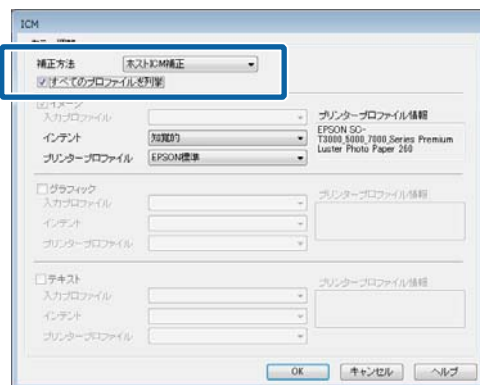 ICM
補正方法 ホストICM補正
すべてのプロファイルを列挙
イメージ
入力プロファイル
プリンタープロファイル情報
インテント 知覚的
EPSON SC-
T3000_5000_7000_Series Premium
Luster Photo Paper 260
プリンタープロファイル EPSON標準
グラフィック
入力プロファイル
プリンタープロファイル情報
インテント
プリンタープロファイル
テキスト
入力プロファイル
プリンタープロファイル情報
インテント
プリンタープロファイル
OK キャンセル ヘルプ